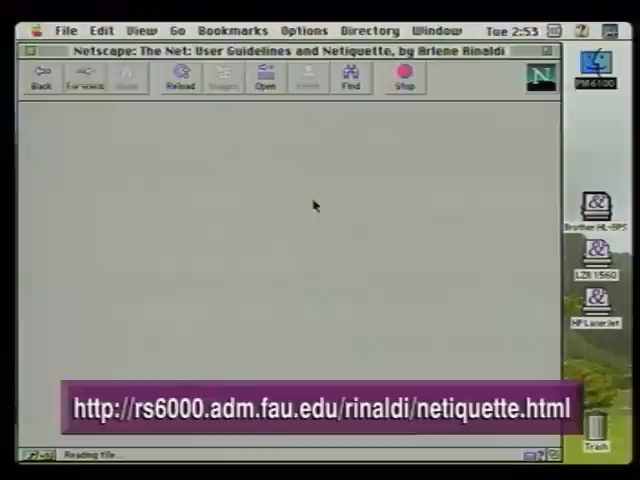 File Edit View Go Bookmarks Options Directory Window Tue 2:53
Netscape: The Net: User Guidelines and Netiquette, by Arlene Rinaldi
Back Forward Reload Images Open Find Stop
N
PM 6100
Brother HL-8PS
LZR 1560
HP LaserJet
http://rs6000.adm.fau.edu/rinaldi/netiquette.html
Trash
Reading file...